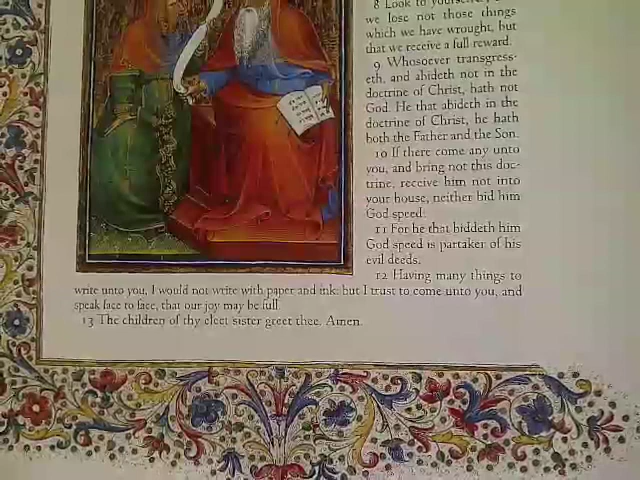 8 Look to yourselves, that
we lose not those things
which we have wrought, but
that we receive a full reward.
9 Whosoever transgress-
eth, and abideth not in the
doctrine of Christ, hath not
God. He that abideth in the
doctrine of Christ, he hath
both the Father and the Son.
10 If there come any unto
you, and bring not this doc-
trine, receive him not into
your house, neither bid him
God speed:
11 For he that biddeth him
God speed is partaker of his
evil deeds.
12 Having many things to
write unto you, I would not write with paper and ink: but I trust to come unto you, and
speak face to face, that our joy may be full.
13 The children of thy elect sister greet thee. Amen.